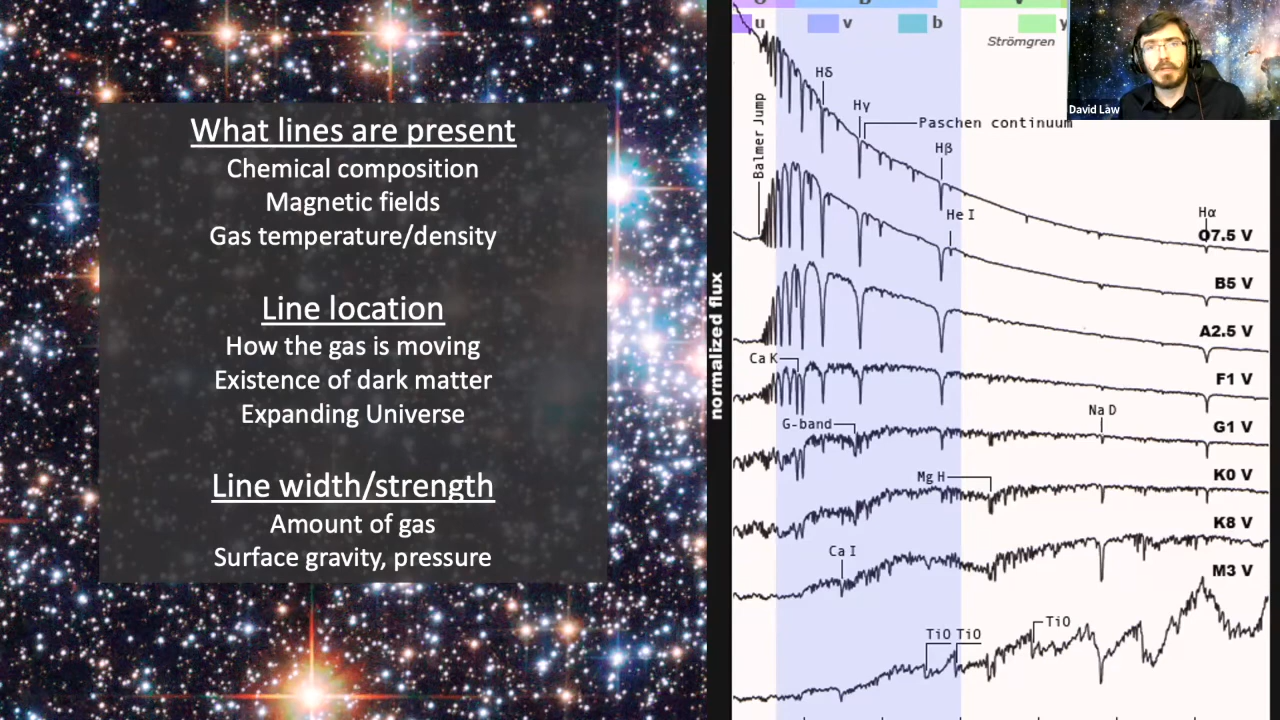 What lines are present
Chemical composition
Magnetic fields
Gas temperature/density
Line location
How the gas is moving
Existence of dark matter
Expanding Universe
Line width/strength
Amount of gas
Surface gravity, pressure
u v b y
Strömgren
David Law
normalized flux
Balmer Jump
Hδ
Hγ
Paschen continuum
Hβ
He I
Hα
O7.5 V
B5 V
A2.5 V
Ca K
F1 V
Na D
G-band
G1 V
Mg H
K0 V
K8 V
Ca I
M3 V
TiO
TiO TiO